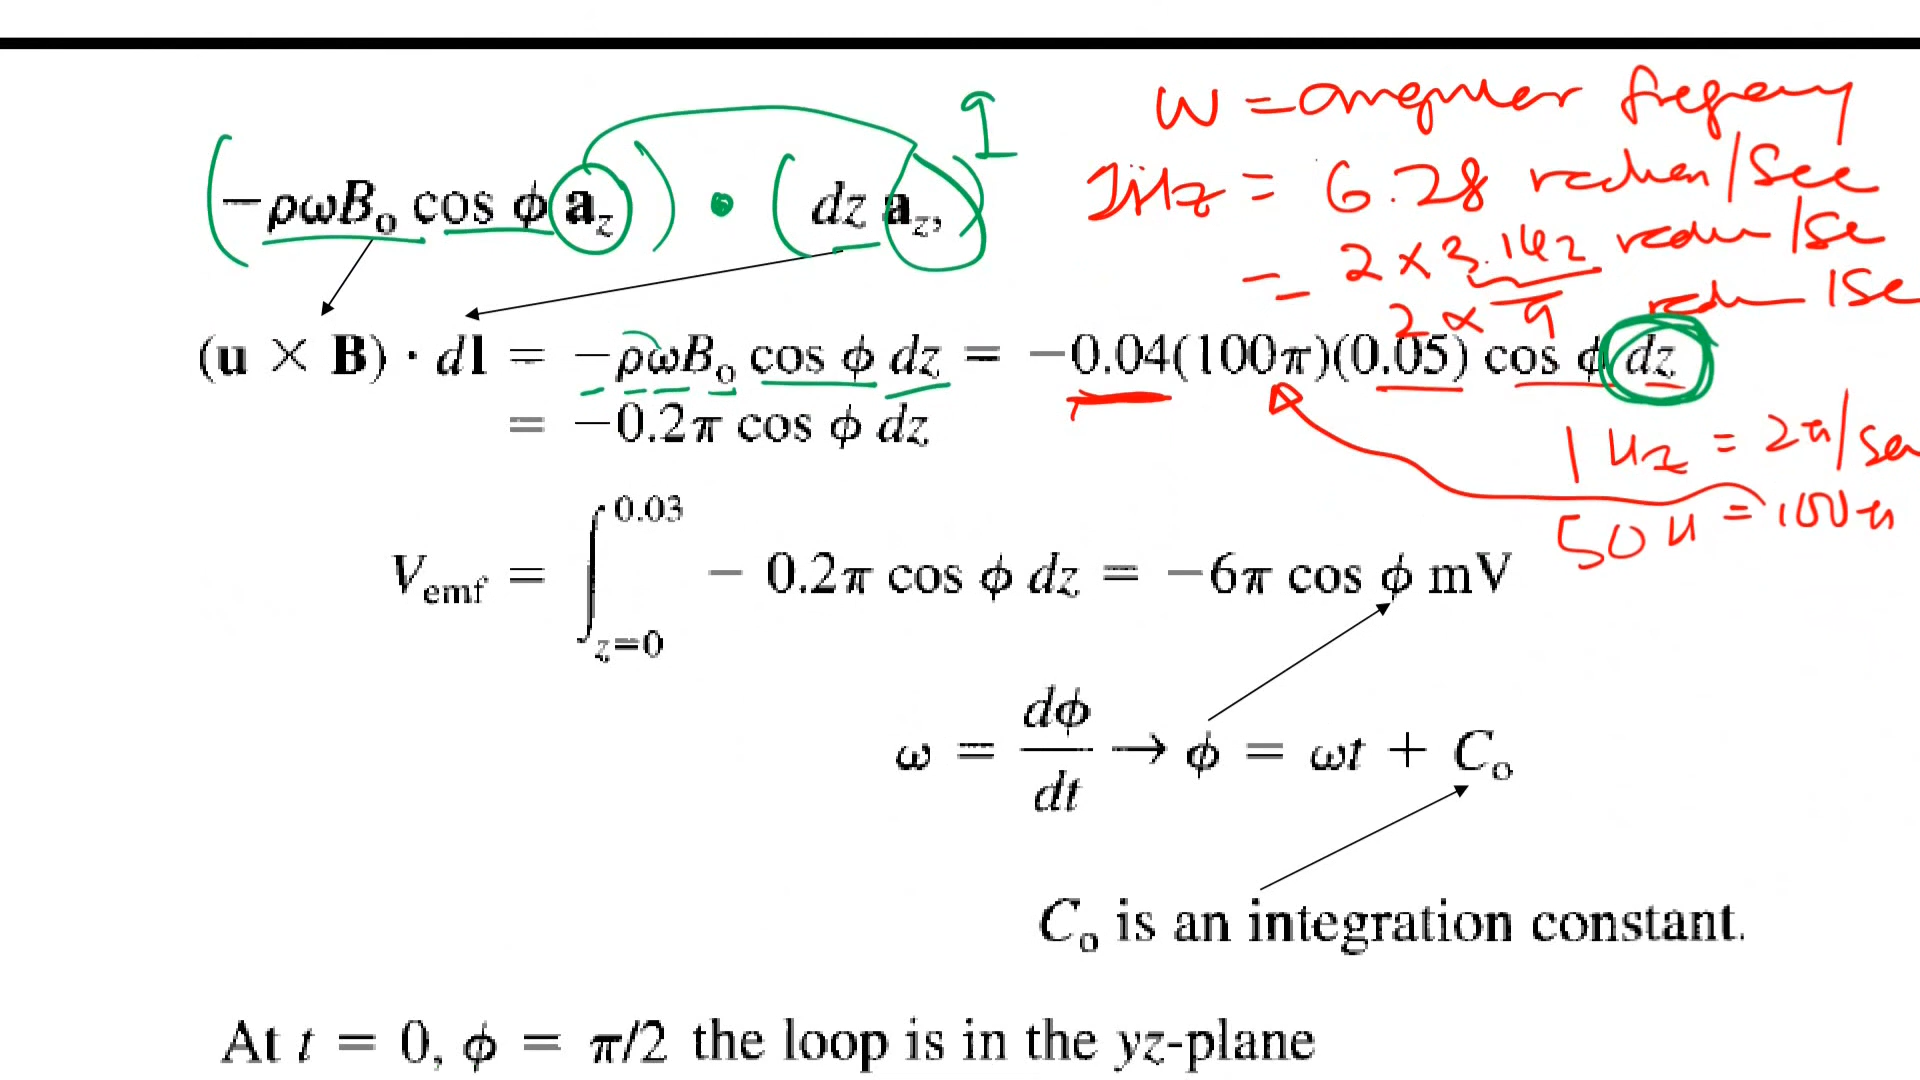 (−ρωB₀ cos ϕ a_z) • (dz a_z,) 1
W = angular frequency
1Hz = 6.28 radian/Sec
= 2 × 3.142 radian/Sec
2 × π radian/Sec
(u × B) · dl = −ρωB₀ cos ϕ dz = −0.04(100π)(0.05) cos ϕ dz
= −0.2π cos ϕ dz
1 Hz = 2π/sec
50 H = 100π
V_emf = ∫_{z=0}^{0.03} − 0.2π cos ϕ dz = −6π cos ϕ mV
ω = dϕ/dt → ϕ = ωt + C₀
C₀ is an integration constant.
At t = 0, ϕ = π/2 the loop is in the yz-plane